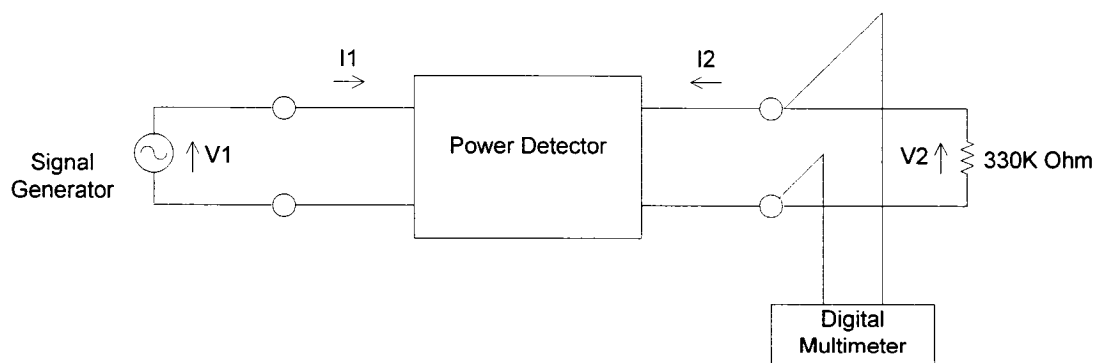 I1
I2
Signal
Generator
V1
Power Detector
V2
330K Ohm
Digital
Multimeter